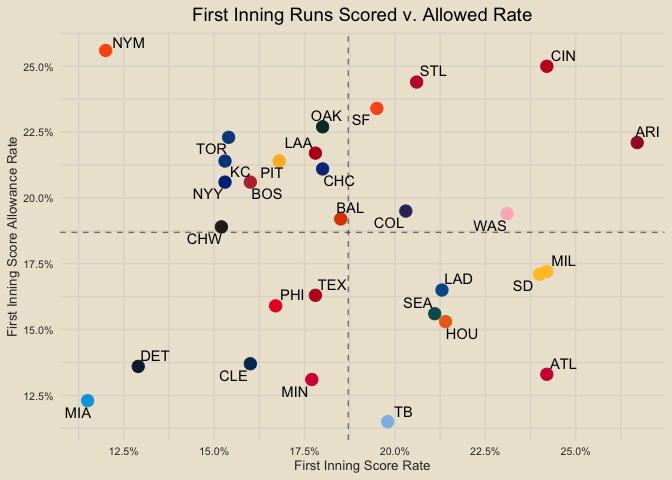 First Inning Runs Scored v. Allowed Rate
NYM
CIN
25.0%
STL
SF
OAK
ARI
22.5%
TOR
LAA
KC
PIT
CHC
NYY
BOS
20.0%
BAL
COL
WAS
CHW
First Inning Score Allowance Rate
MIL
17.5%
LAD
SD
TEX
PHI
SEA
HOU
15.0%
DET
CLE
ATL
MIN
12.5%
MIA
TB
12.5% 15.0% 17.5% 20.0% 22.5% 25.0%
First Inning Score Rate